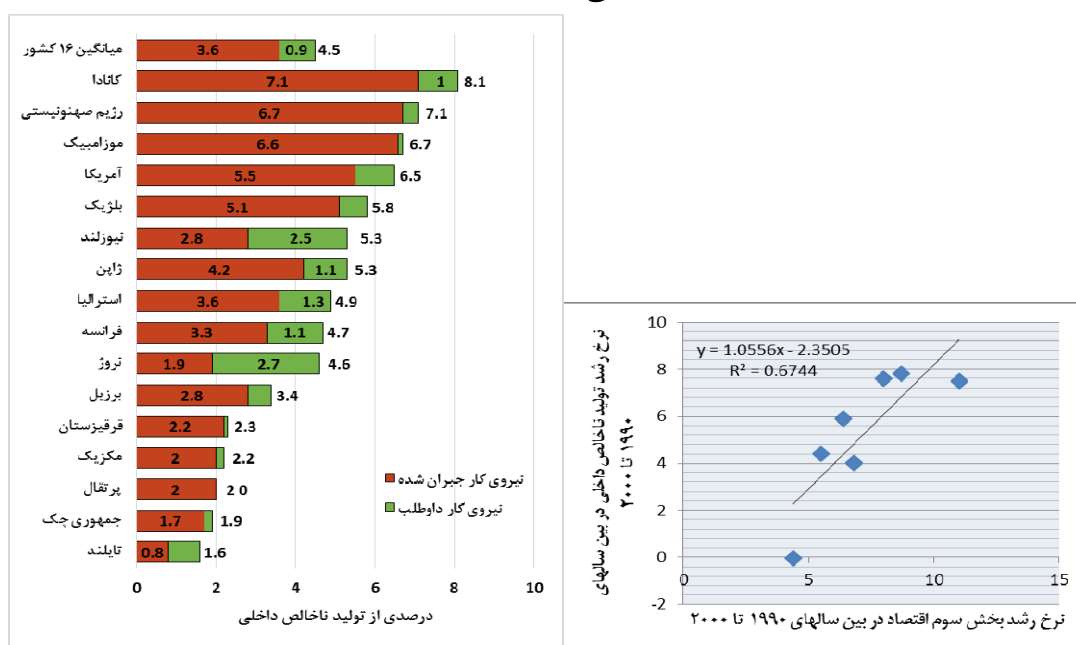 میانگین ۱۶ کشور 3.6 0.9 4.5
کانادا 7.1 1 8.1
رژیم صهنونیستی 6.7 7.1
موزامبیک 6.6 6.7
آمریکا 5.5 6.5
بلژیک 5.1 5.8
نیوزلند 2.8 2.5 5.3
ژاپن 4.2 1.1 5.3
استرالیا 3.6 1.3 4.9
فرانسه 3.3 1.1 4.7
نروژ 1.9 2.7 4.6
برزیل 2.8 3.4
قرقیزستان 2.2 2.3
مکزیک 2 2.2
پرتقال 2 2 0
جمهوری چک 1.7 1.9
تایلند 0.8 1.6
نیروی کار جبران شده
نیروی کار داوطلب
0 2 4 6 8 10
درصدی از تولید ناخالص داخلی
نرخ رشد تولید ناخالص داخلی در بین سالهای
۱۹۹۰ تا ۲۰۰۰
10
8
6
4
2
0
-2
y = 1.0556x - 2.3505
R² = 0.6744
0 5 10 15
نرخ رشد بخش سوم اقتصاد در بین سالهای ۱۹۹۰ تا ۲۰۰۰